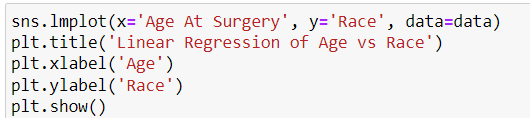 sns.lmplot(x='Age At Surgery', y='Race', data=data)
plt.title('Linear Regression of Age vs Race')
plt.xlabel('Age')
plt.ylabel('Race')
plt.show()